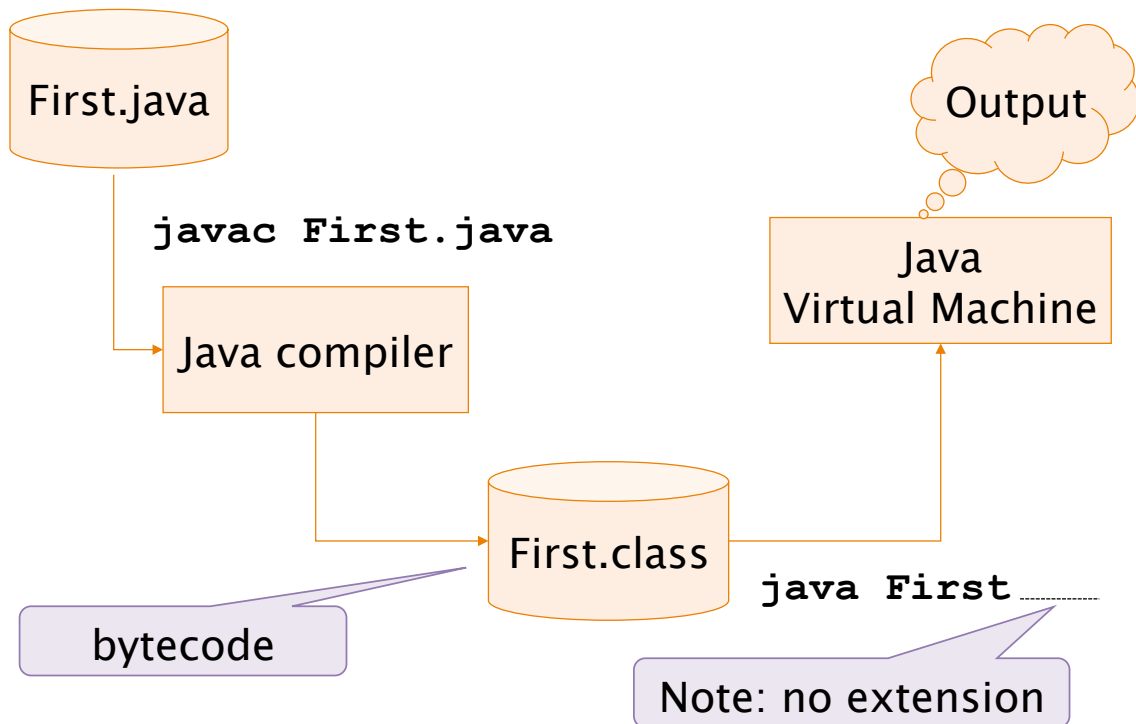 First.java
javac First.java
Java compiler
bytecode
First.class
java First
Note: no extension
Java
Virtual Machine
Output